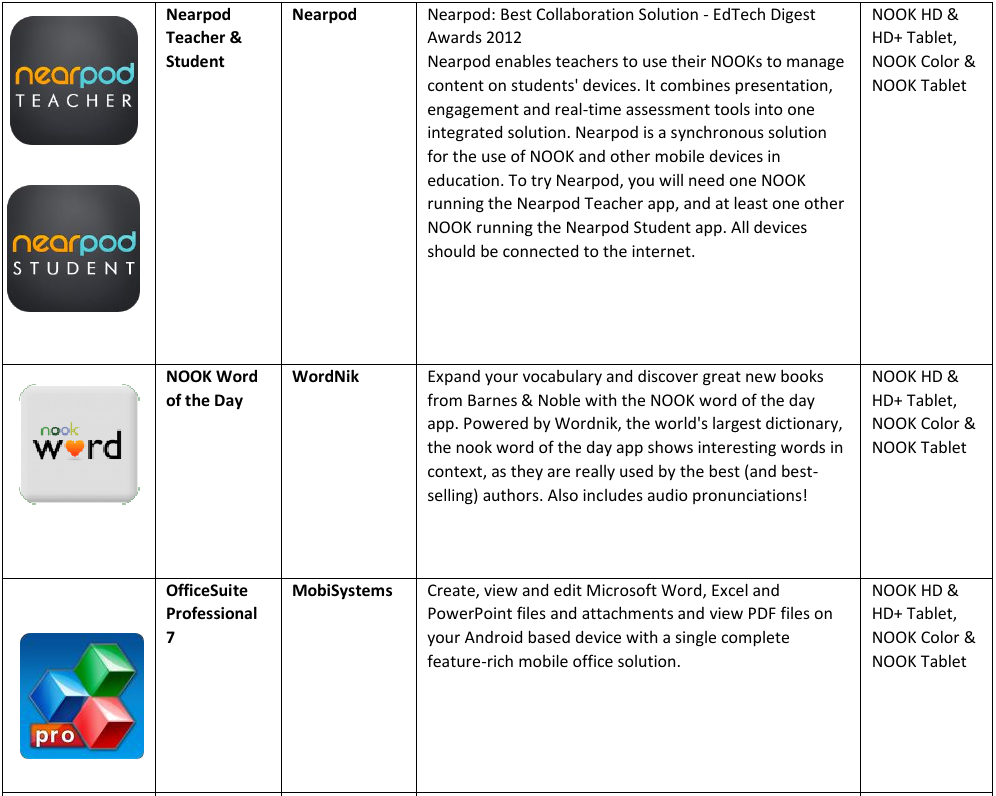 nearpod
TEACHER
nearpod
STUDENT
Nearpod
Teacher &
Student
Nearpod
Nearpod: Best Collaboration Solution - EdTech Digest
Awards 2012
Nearpod enables teachers to use their NOOKs to manage
content on students' devices. It combines presentation,
engagement and real-time assessment tools into one
integrated solution. Nearpod is a synchronous solution
for the use of NOOK and other mobile devices in
education. To try Nearpod, you will need one NOOK
running the Nearpod Teacher app, and at least one other
NOOK running the Nearpod Student app. All devices
should be connected to the internet.
NOOK HD &
HD+ Tablet,
NOOK Color &
NOOK Tablet
nook
word
NOOK Word
of the Day
WordNik
Expand your vocabulary and discover great new books
from Barnes & Noble with the NOOK word of the day
app. Powered by Wordnik, the world's largest dictionary,
the nook word of the day app shows interesting words in
context, as they are really used by the best (and best-
selling) authors. Also includes audio pronunciations!
NOOK HD &
HD+ Tablet,
NOOK Color &
NOOK Tablet
pro
OfficeSuite
Professional
7
MobiSystems
Create, view and edit Microsoft Word, Excel and
PowerPoint files and attachments and view PDF files on
your Android based device with a single complete
feature-rich mobile office solution.
NOOK HD &
HD+ Tablet,
NOOK Color &
NOOK Tablet